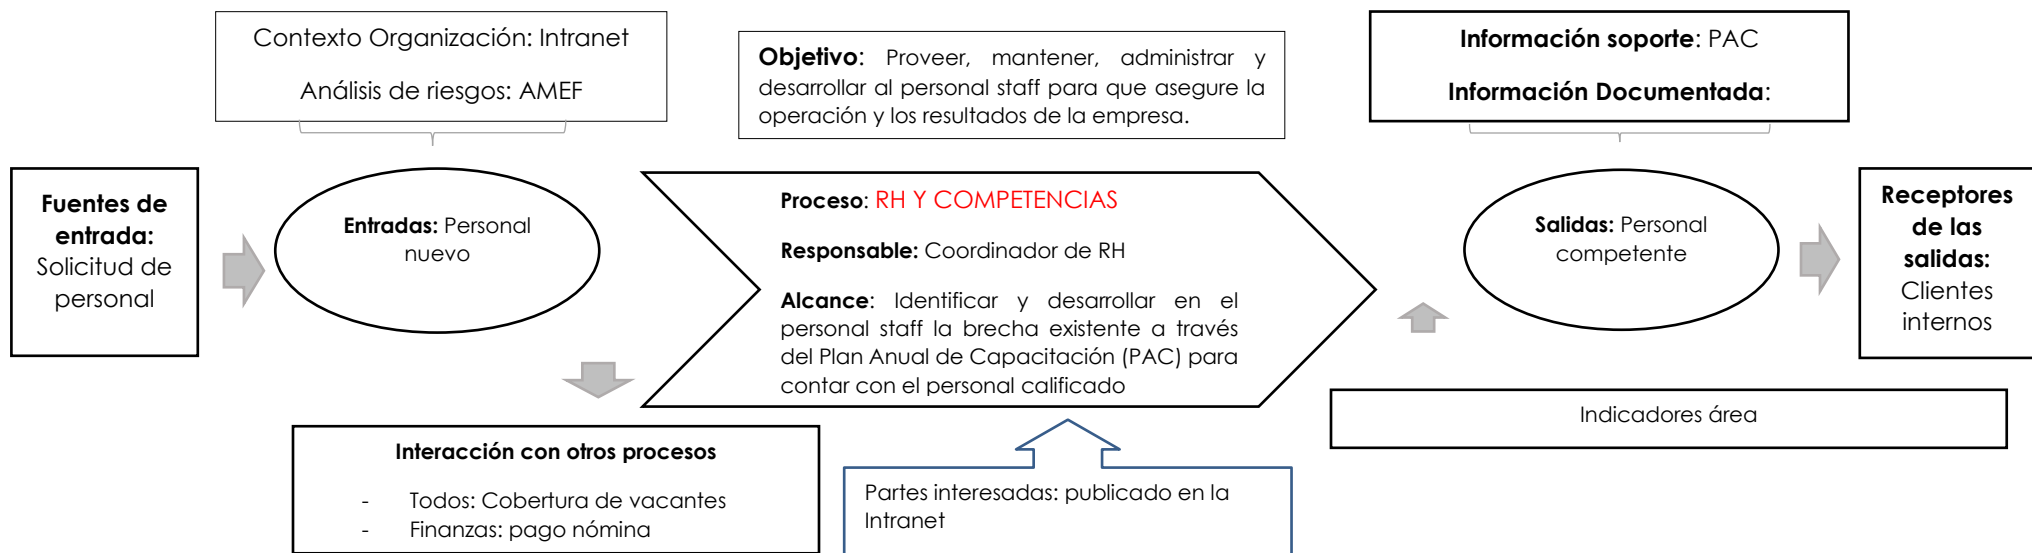 Contexto Organización: Intranet
Análisis de riesgos: AMEF
Objetivo: Proveer, mantener, administrar y
desarrollar al personal staff para que asegure la
operación y los resultados de la empresa.
Información soporte: PAC
Información Documentada:
Fuentes de
entrada:
Solicitud de
personal
Entradas: Personal
nuevo
Proceso: RH Y COMPETENCIAS
Responsable: Coordinador de RH
Alcance: Identificar y desarrollar en el
personal staff la brecha existente a través
del Plan Anual de Capacitación (PAC) para
contar con el personal calificado
Salidas: Personal
competente
Receptores
de las
salidas:
Clientes
internos
Interacción con otros procesos
- Todos: Cobertura de vacantes
- Finanzas: pago nómina
Partes interesadas: publicado en la
Intranet
Indicadores área